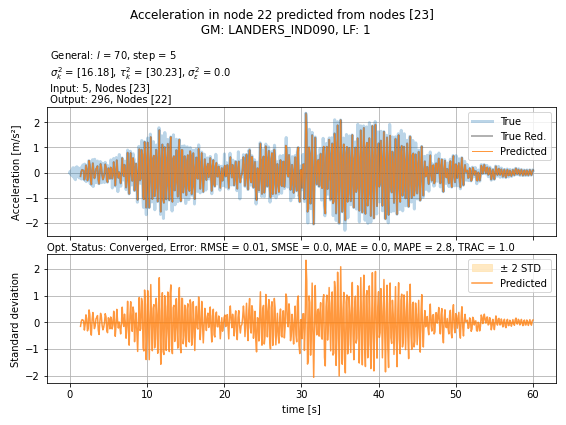 Acceleration in node 22 predicted from nodes [23]
GM: LANDERS_IND090, LF: 1
General: l = 70, step = 5
σ²ₖ = [16.18], τ²ₖ = [30.23], σ²ε = 0.0
Input: 5, Nodes [23]
Output: 296, Nodes [22]
True
True Red.
Predicted
Acceleration [m/s²]
2
1
0
−1
−2
Opt. Status: Converged, Error: RMSE = 0.01, SMSE = 0.0, MAE = 0.0, MAPE = 2.8, TRAC = 1.0
± 2 STD
Predicted
Standard deviation
2
1
0
−1
−2
0 10 20 30 40 50 60
time [s]